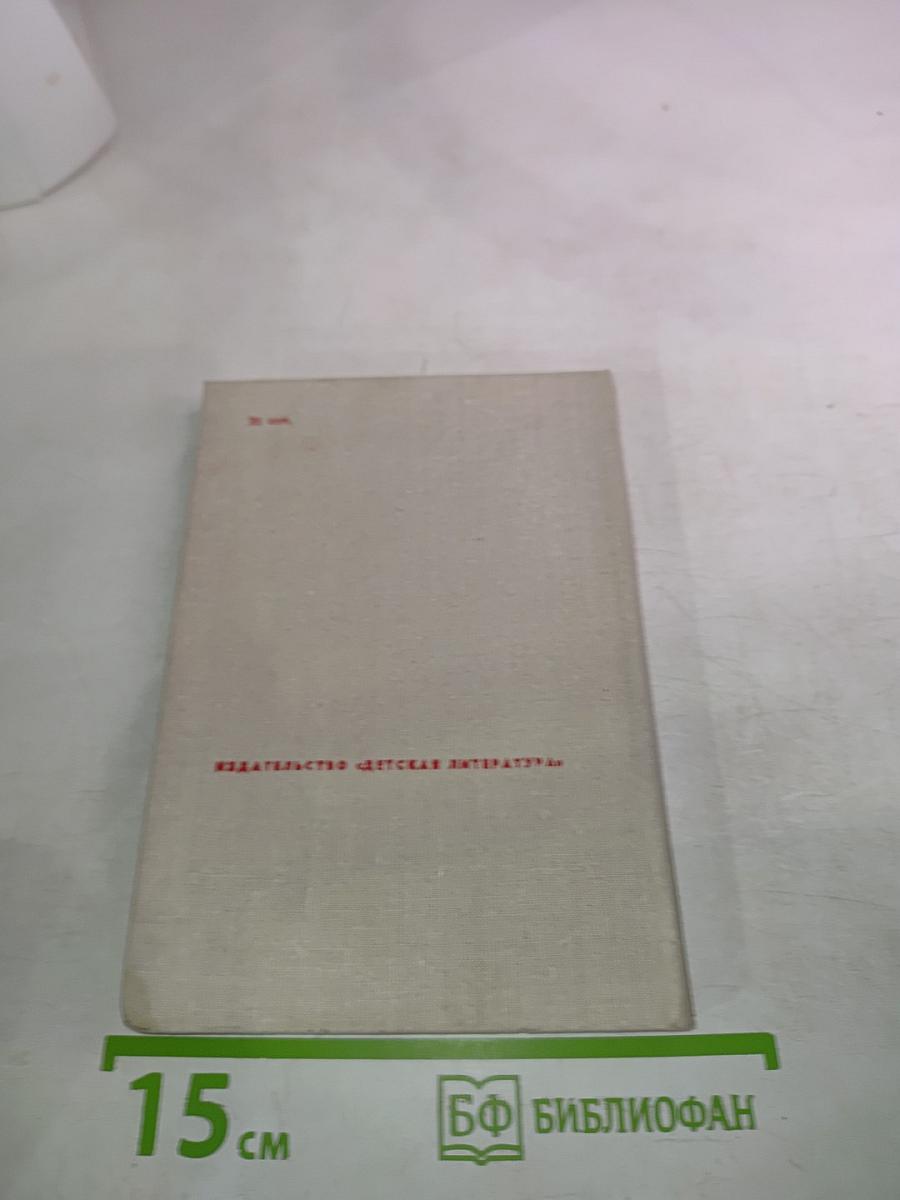 ИЗДАТЕЛЬСТВО «ДЕТСКАЯ ЛИТЕРАТУРА»
15 см
БФ БИБЛИОФАН